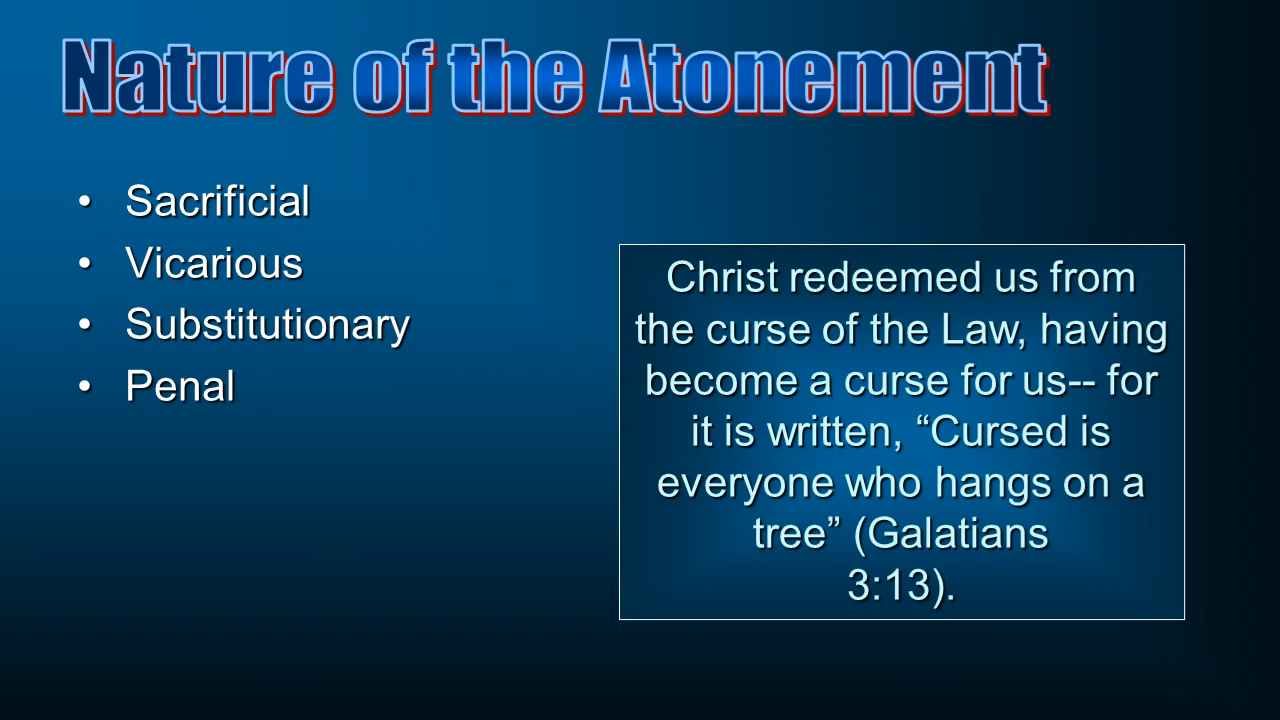 Nature of the Atonement
• Sacrificial
• Vicarious
• Substitutionary
• Penal
Christ redeemed us from
the curse of the Law, having
become a curse for us-- for
it is written, “Cursed is
everyone who hangs on a
tree” (Galatians
3:13).